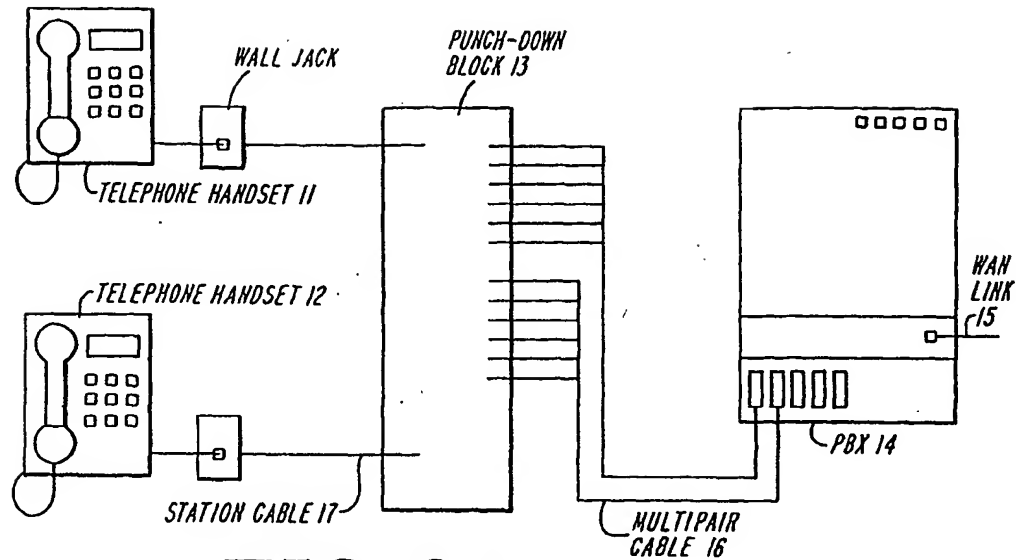 WALL JACK
PUNCH-DOWN
BLOCK 13
TELEPHONE HANDSET 11
TELEPHONE HANDSET 12
WAN
LINK
15
PBX 14
STATION CABLE 17
MULTIPAIR
CABLE 16